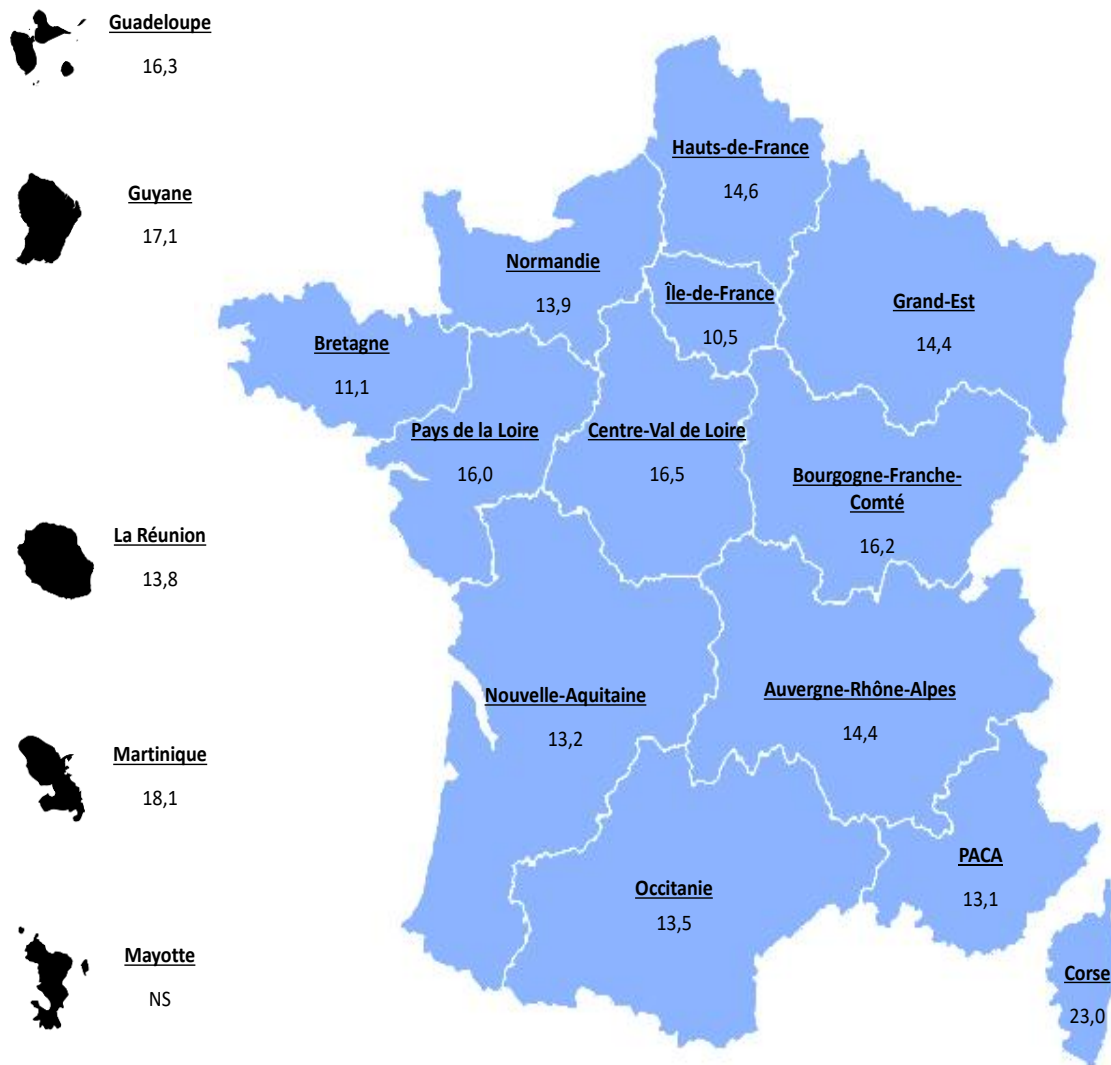 Guadeloupe
16,3
Guyane
17,1
La Réunion
13,8
Martinique
18,1
Mayotte
NS
Hauts-de-France
14,6
Normandie
13,9
Île-de-France
10,5
Grand-Est
14,4
Bretagne
11,1
Pays de la Loire
16,0
Centre-Val de Loire
16,5
Bourgogne-Franche-
Comté
16,2
Nouvelle-Aquitaine
13,2
Auvergne-Rhône-Alpes
14,4
Occitanie
13,5
PACA
13,1
Corse
23,0